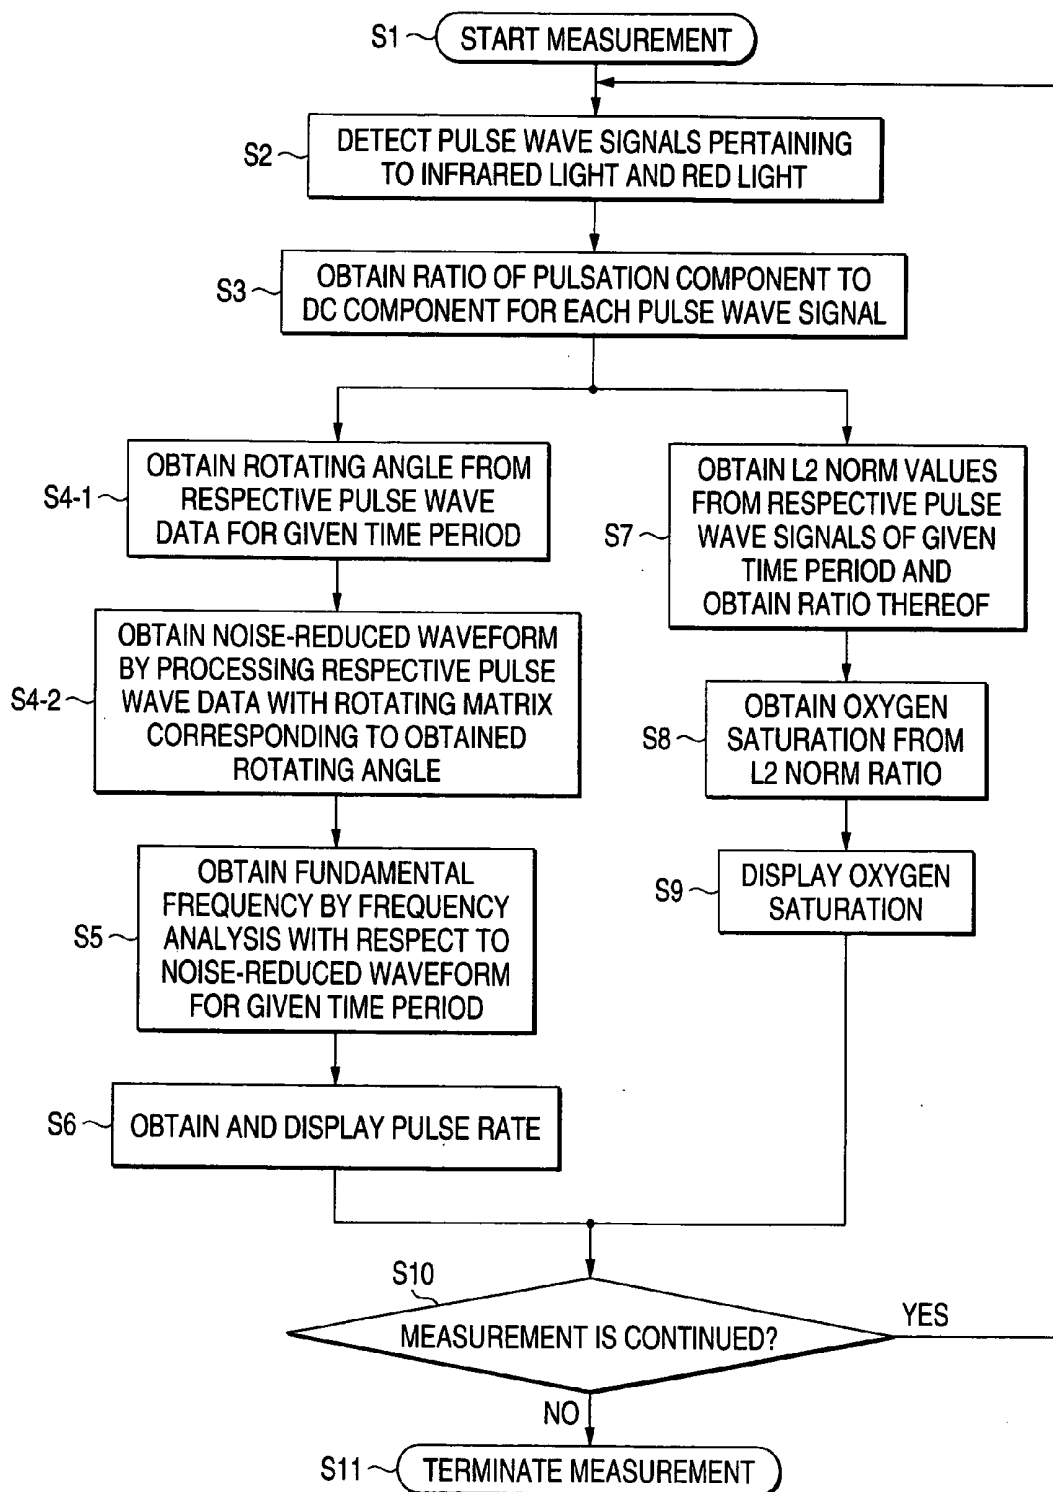 S1
START MEASUREMENT
S2
DETECT PULSE WAVE SIGNALS PERTAINING
TO INFRARED LIGHT AND RED LIGHT
S3
OBTAIN RATIO OF PULSATION COMPONENT TO
DC COMPONENT FOR EACH PULSE WAVE SIGNAL
S4-1
OBTAIN ROTATING ANGLE FROM
RESPECTIVE PULSE WAVE
DATA FOR GIVEN TIME PERIOD
S4-2
OBTAIN NOISE-REDUCED WAVEFORM
BY PROCESSING RESPECTIVE PULSE
WAVE DATA WITH ROTATING MATRIX
CORRESPONDING TO OBTAINED
ROTATING ANGLE
S5
OBTAIN FUNDAMENTAL
FREQUENCY BY FREQUENCY
ANALYSIS WITH RESPECT TO
NOISE-REDUCED WAVEFORM
FOR GIVEN TIME PERIOD
S6
OBTAIN AND DISPLAY PULSE RATE
S7
OBTAIN L2 NORM VALUES
FROM RESPECTIVE PULSE
WAVE SIGNALS OF GIVEN
TIME PERIOD AND
OBTAIN RATIO THEREOF
S8
OBTAIN OXYGEN
SATURATION FROM
L2 NORM RATIO
S9
DISPLAY OXYGEN
SATURATION
S10
MEASUREMENT IS CONTINUED?
YES
NO
S11
TERMINATE MEASUREMENT